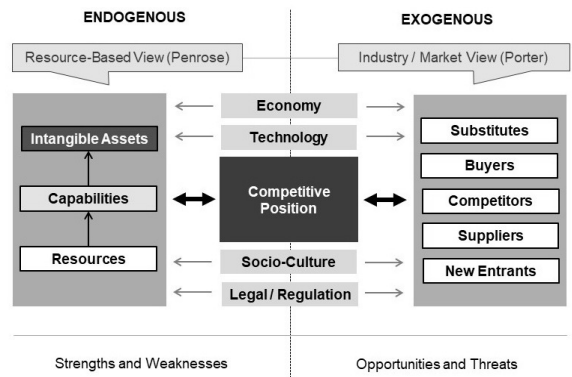 ENDOGENOUS
EXOGENOUS
Resource-Based View (Penrose)
Industry / Market View (Porter)
Economy
Technology
Competitive
Position
Socio-Culture
Legal / Regulation
Intangible Assets
Capabilities
Resources
Substitutes
Buyers
Competitors
Suppliers
New Entrants
Strengths and Weaknesses
Opportunities and Threats